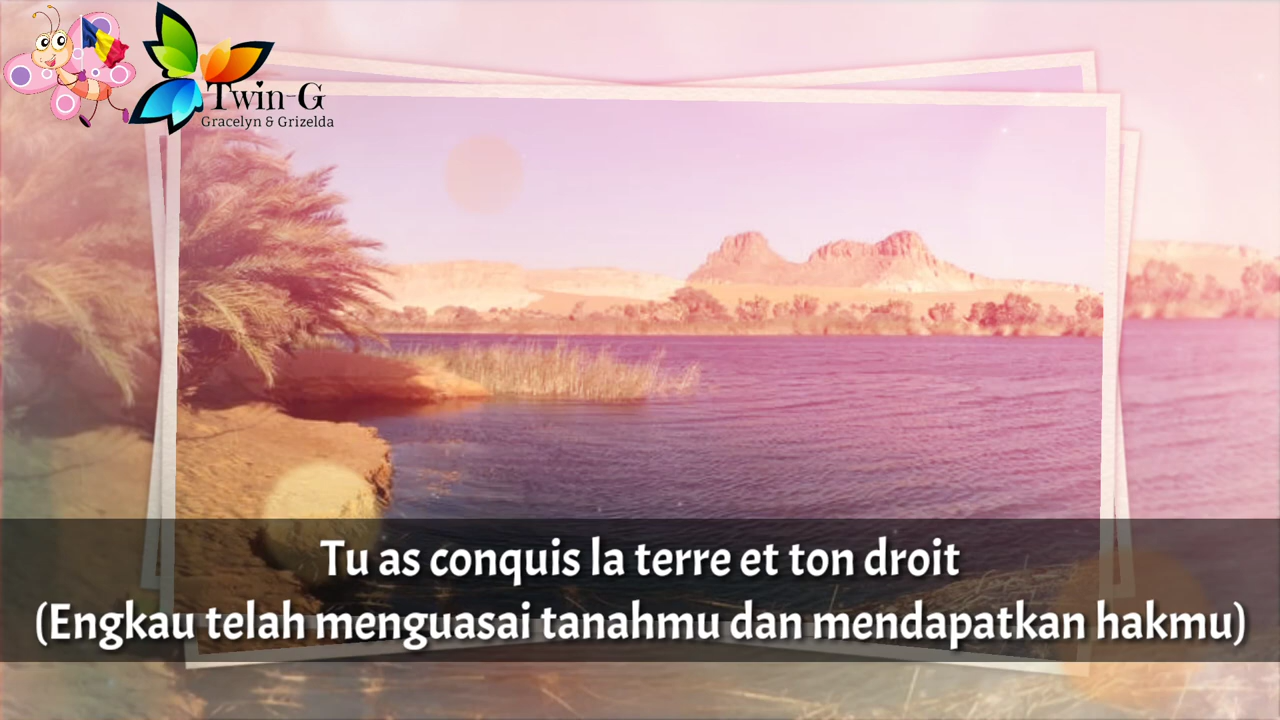 Twin-G
Gracelyn & Grizelda
Tu as conquis la terre et ton droit
(Engkau telah menguasai tanahmu dan mendapatkan hakmu)